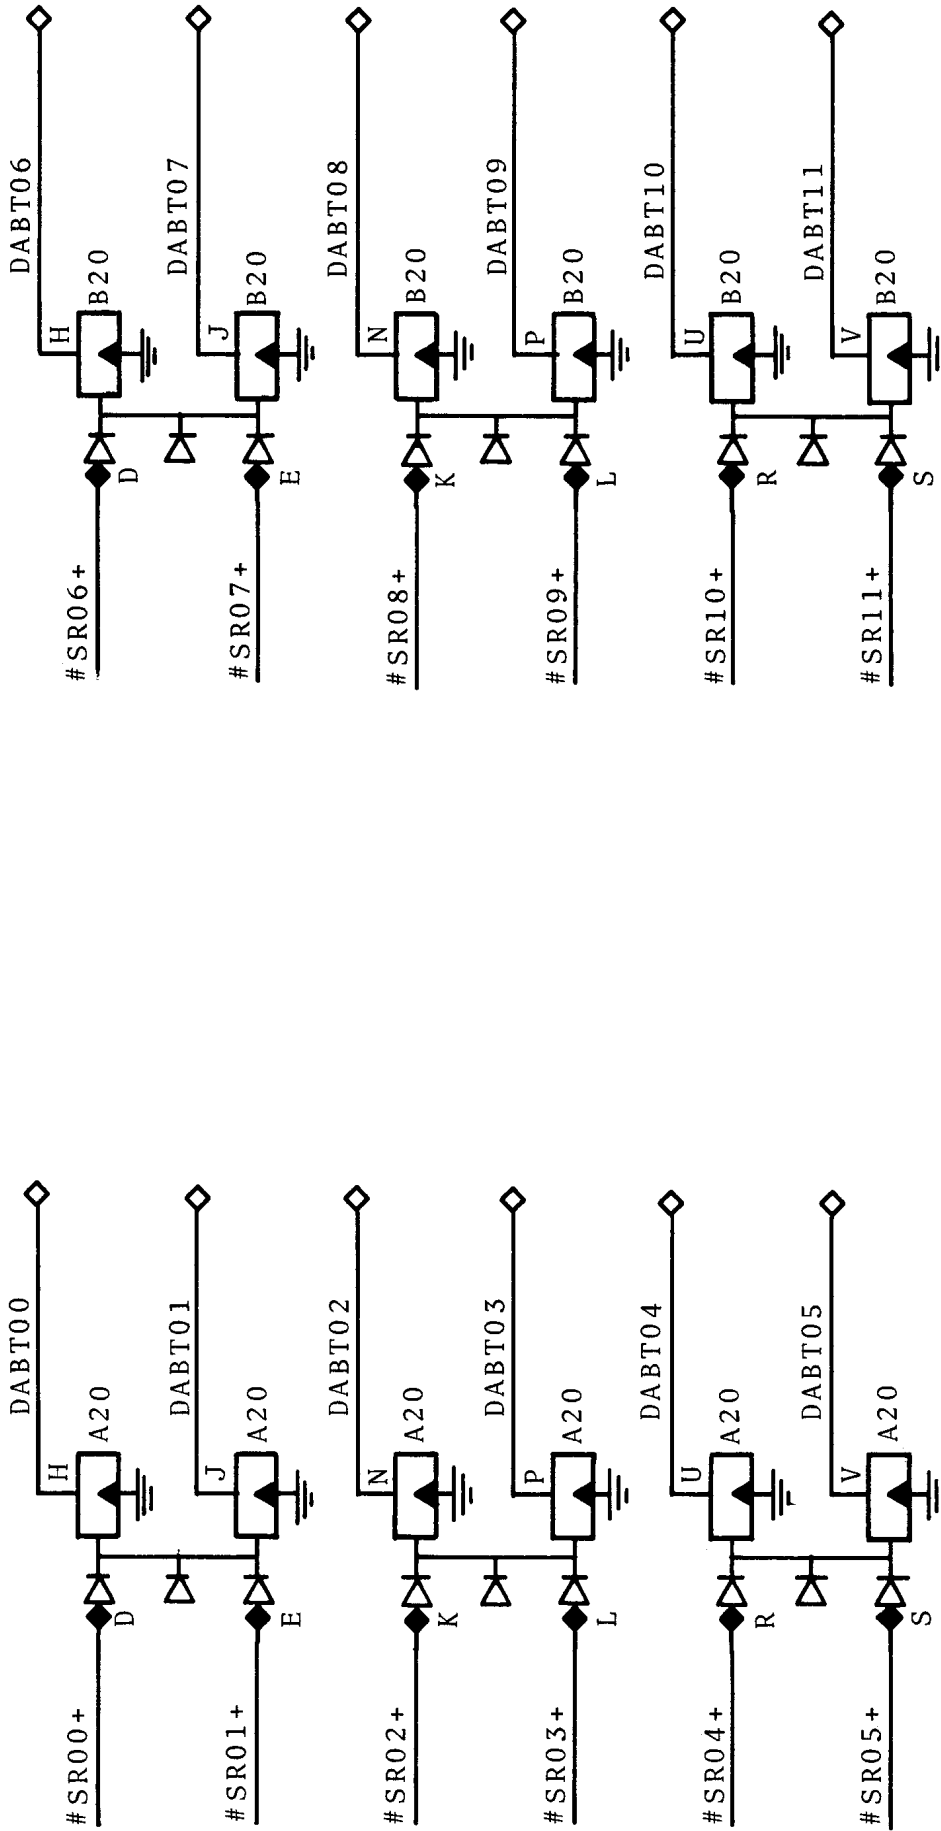 #SR00+
D
H
DABT00
A20
#SR01+
E
J
DABT01
A20
#SR02+
K
N
DABT02
A20
#SR03+
L
P
DABT03
A20
#SR04+
R
U
DABT04
A20
#SR05+
S
V
DABT05
A20
#SR06+
D
H
DABT06
B20
#SR07+
E
J
DABT07
B20
#SR08+
K
N
DABT08
B20
#SR09+
L
P
DABT09
B20
#SR10+
R
U
DABT10
B20
#SR11+
S
V
DABT11
B20